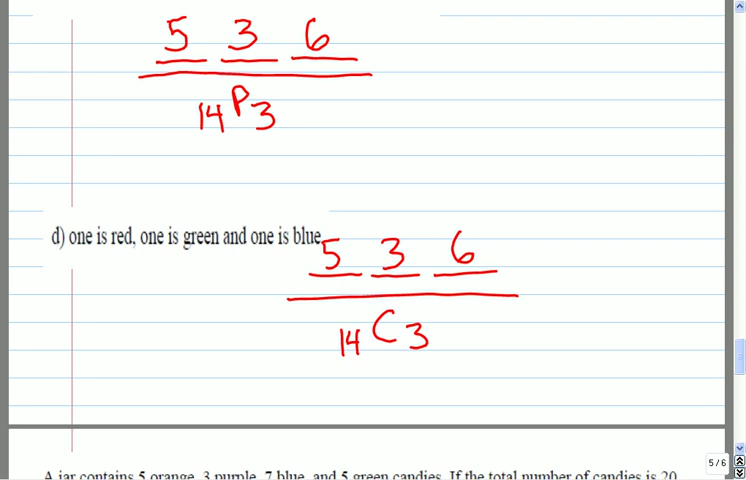 5 3 6
14P3
d) one is red, one is green and one is blue
5 3 6
14C3
A jar contains 5 orange, 3 purple, 7 blue, and 5 green candies. If the total number of candies is 20
5/6